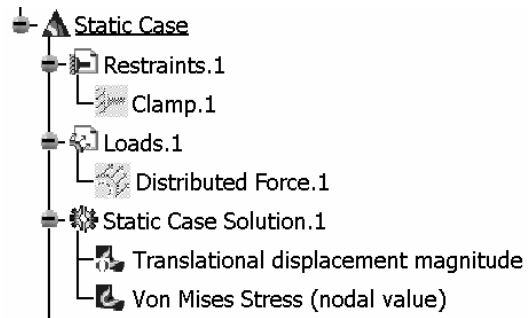 Static Case
Restraints.1
Clamp.1
Loads.1
Distributed Force.1
Static Case Solution.1
Translational displacement magnitude
Von Mises Stress (nodal value)